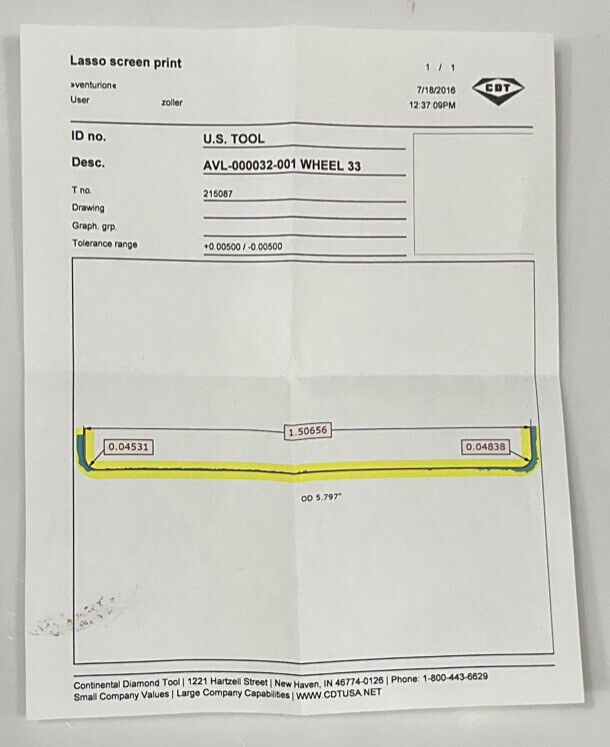 Lasso screen print
1 / 1
»venturion«
7/18/2016
CDT
User zoller
12:37:09PM
ID no. U.S. TOOL
Desc. AVL-000032-001 WHEEL 33
T no. 215087
Drawing
Graph. grp.
Tolerance range +0.00500 / -0.00500
1.50656
0.04531
0.04838
OD 5.797"
Continental Diamond Tool | 1221 Hartzell Street | New Haven, IN 46774-0126 | Phone: 1-800-443-6629
Small Company Values | Large Company Capabilities | WWW.CDTUSA.NET